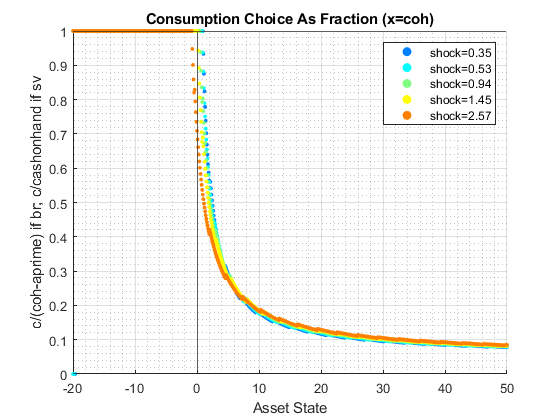 Consumption Choice As Fraction (x=coh)
c/(coh-aprime) if br, c/cashonhand if sv
1
0.9
0.8
0.7
0.6
0.5
0.4
0.3
0.2
0.1
0
-20
-10
0
10
20
30
40
50
Asset State
shock=0.35
shock=0.53
shock=0.94
shock=1.45
shock=2.57